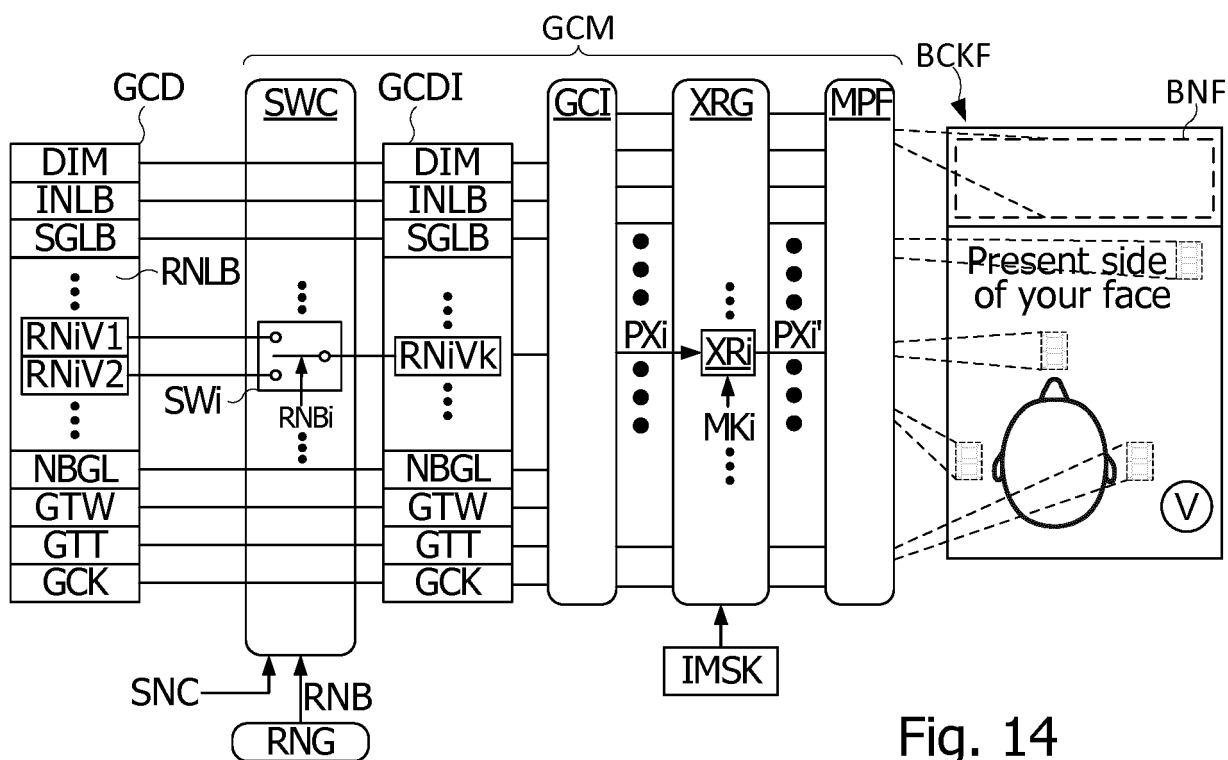 GCM
BCKF
BNF
GCD
SWC
GCDI
GCI
XRG
MPF
DIM
DIM
INLB
INLB
SGLB
SGLB
RNLB
Present side
of your face
RNiV1
RNiV2
SWi
RNBi
RNiVk
PXi
XRi
PXi'
MKi
NBGL
NBGL
GTW
GTW
GTT
GTT
GCK
GCK
V
SNC
RNB
RNG
IMSK
Fig. 14